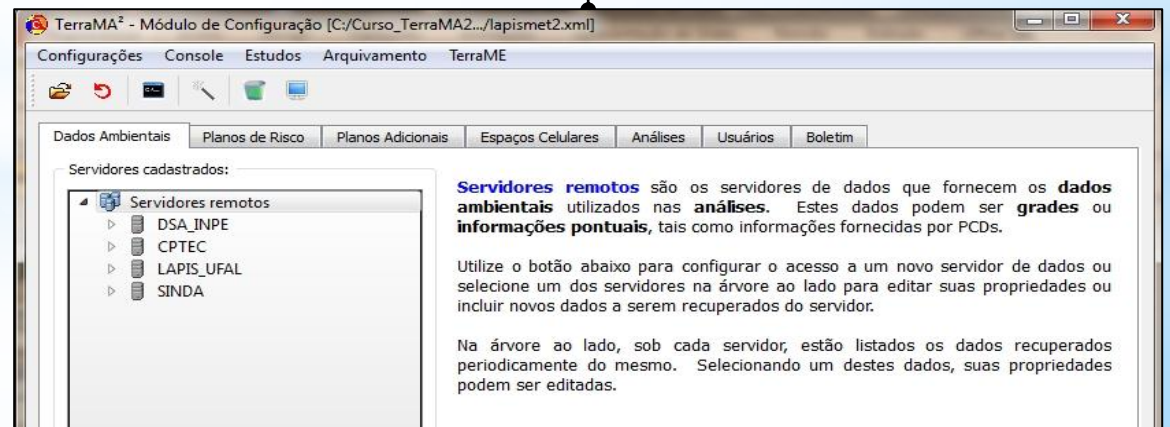 TerraMA² - Módulo de Configuração [C:/Curso_TerraMA2.../lapismet2.xml]
Configurações Console Estudos Arquivamento TerraME
Dados Ambientais Planos de Risco Planos Adicionais Espaços Celulares Análises Usuários Boletim
Servidores cadastrados:
Servidores remotos
DSA_INPE
CPTEC
LAPIS_UFAL
SINDA
Servidores remotos são os servidores de dados que fornecem os dados
ambientais utilizados nas análises. Estes dados podem ser grades ou
informações pontuais, tais como informações fornecidas por PCDs.
Utilize o botão abaixo para configurar o acesso a um novo servidor de dados ou
selecione um dos servidores na árvore ao lado para editar suas propriedades ou
incluir novos dados a serem recuperados do servidor.
Na árvore ao lado, sob cada servidor, estão listados os dados recuperados
periodicamente do mesmo. Selecionando um destes dados, suas propriedades
podem ser editadas.